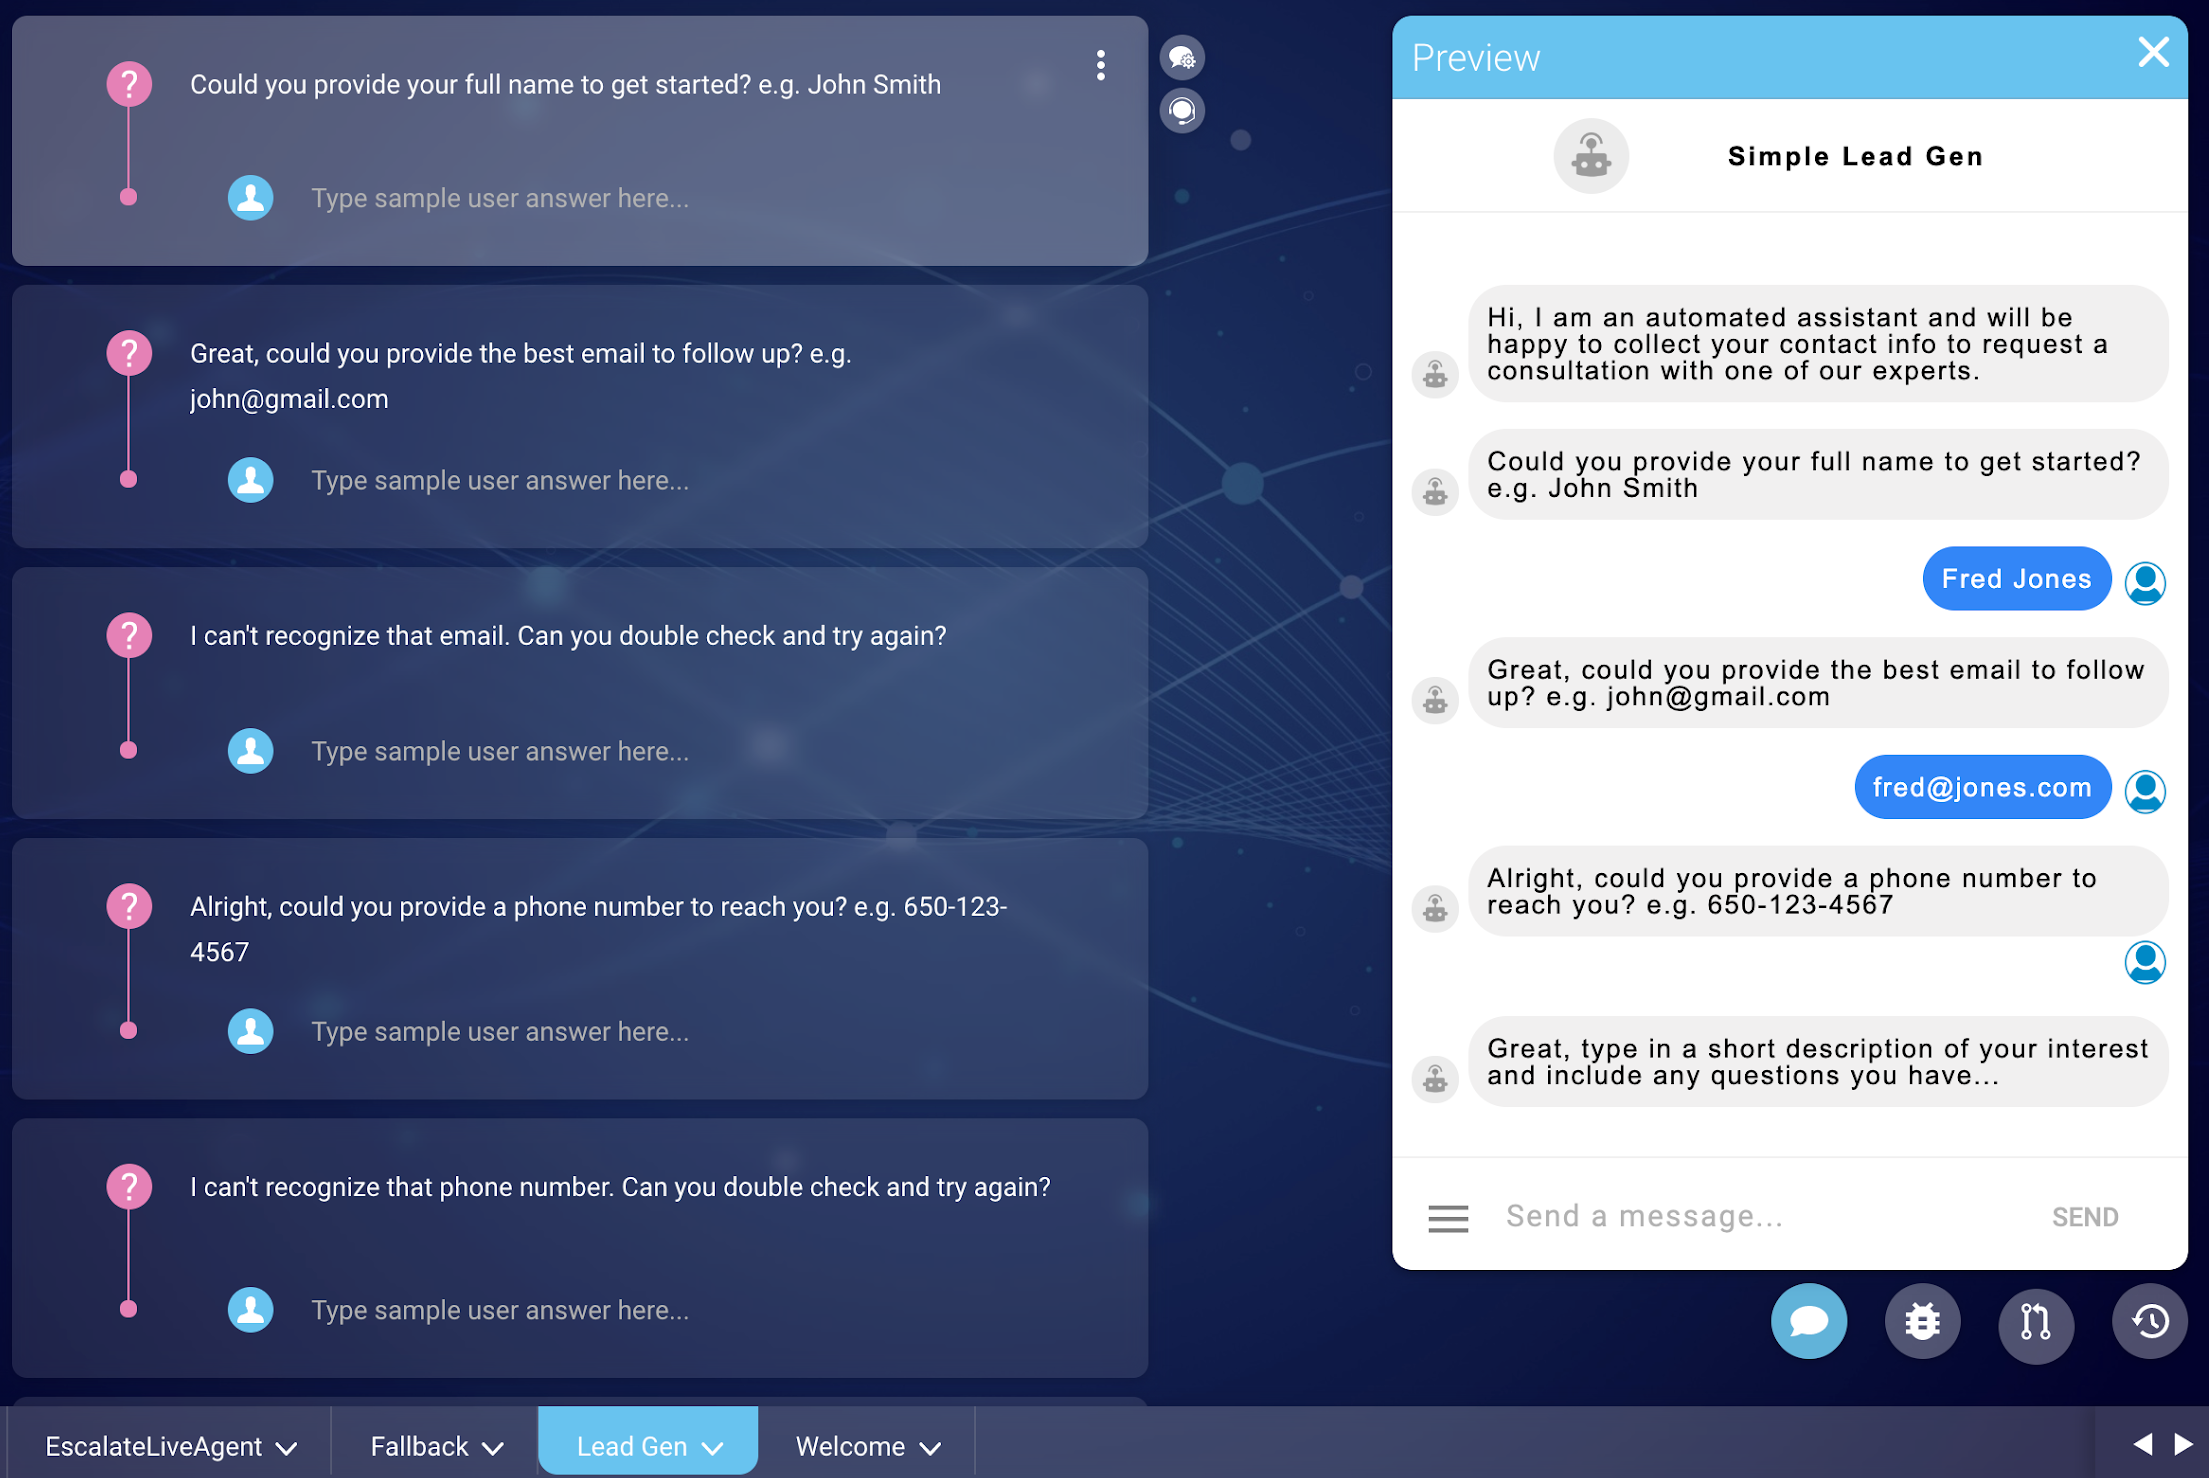 Could you provide your full name to get started? e.g. John Smith
Type sample user answer here...
Great, could you provide the best email to follow up? e.g.
john@gmail.com
Type sample user answer here...
I can't recognize that email. Can you double check and try again?
Type sample user answer here...
Alright, could you provide a phone number to reach you? e.g. 650-123-
4567
Type sample user answer here...
I can't recognize that phone number. Can you double check and try again?
Type sample user answer here...
Preview
Simple Lead Gen
Hi, I am an automated assistant and will be
happy to collect your contact info to request a
consultation with one of our experts.
Could you provide your full name to get started?
e.g. John Smith
Fred Jones
Great, could you provide the best email to follow
up? e.g. john@gmail.com
fred@jones.com
Alright, could you provide a phone number to
reach you? e.g. 650-123-4567
Great, type in a short description of your interest
and include any questions you have...
Send a message...
SEND
EscalateLiveAgent
Fallback
Lead Gen
Welcome